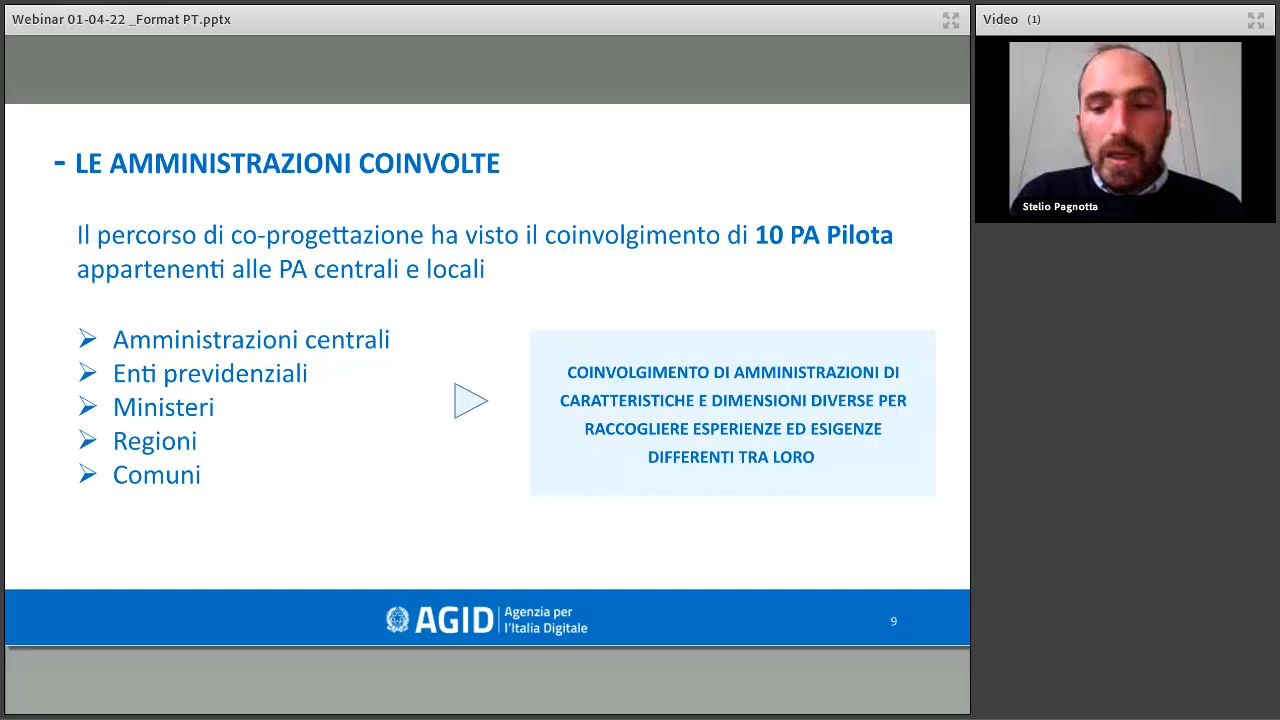 Webinar 01-04-22 _Format PT.pptx
Video (1)
Stelio Pagnotta
- LE AMMINISTRAZIONI COINVOLTE
Il percorso di co-progettazione ha visto il coinvolgimento di 10 PA Pilota
appartenenti alle PA centrali e locali
Amministrazioni centrali
Enti previdenziali
Ministeri
Regioni
Comuni
COINVOLGIMENTO DI AMMINISTRAZIONI DI
CARATTERISTICHE E DIMENSIONI DIVERSE PER
RACCOGLIERE ESPERIENZE ED ESIGENZE
DIFFERENTI TRA LORO
AGID
Agenzia per
l'Italia Digitale
9